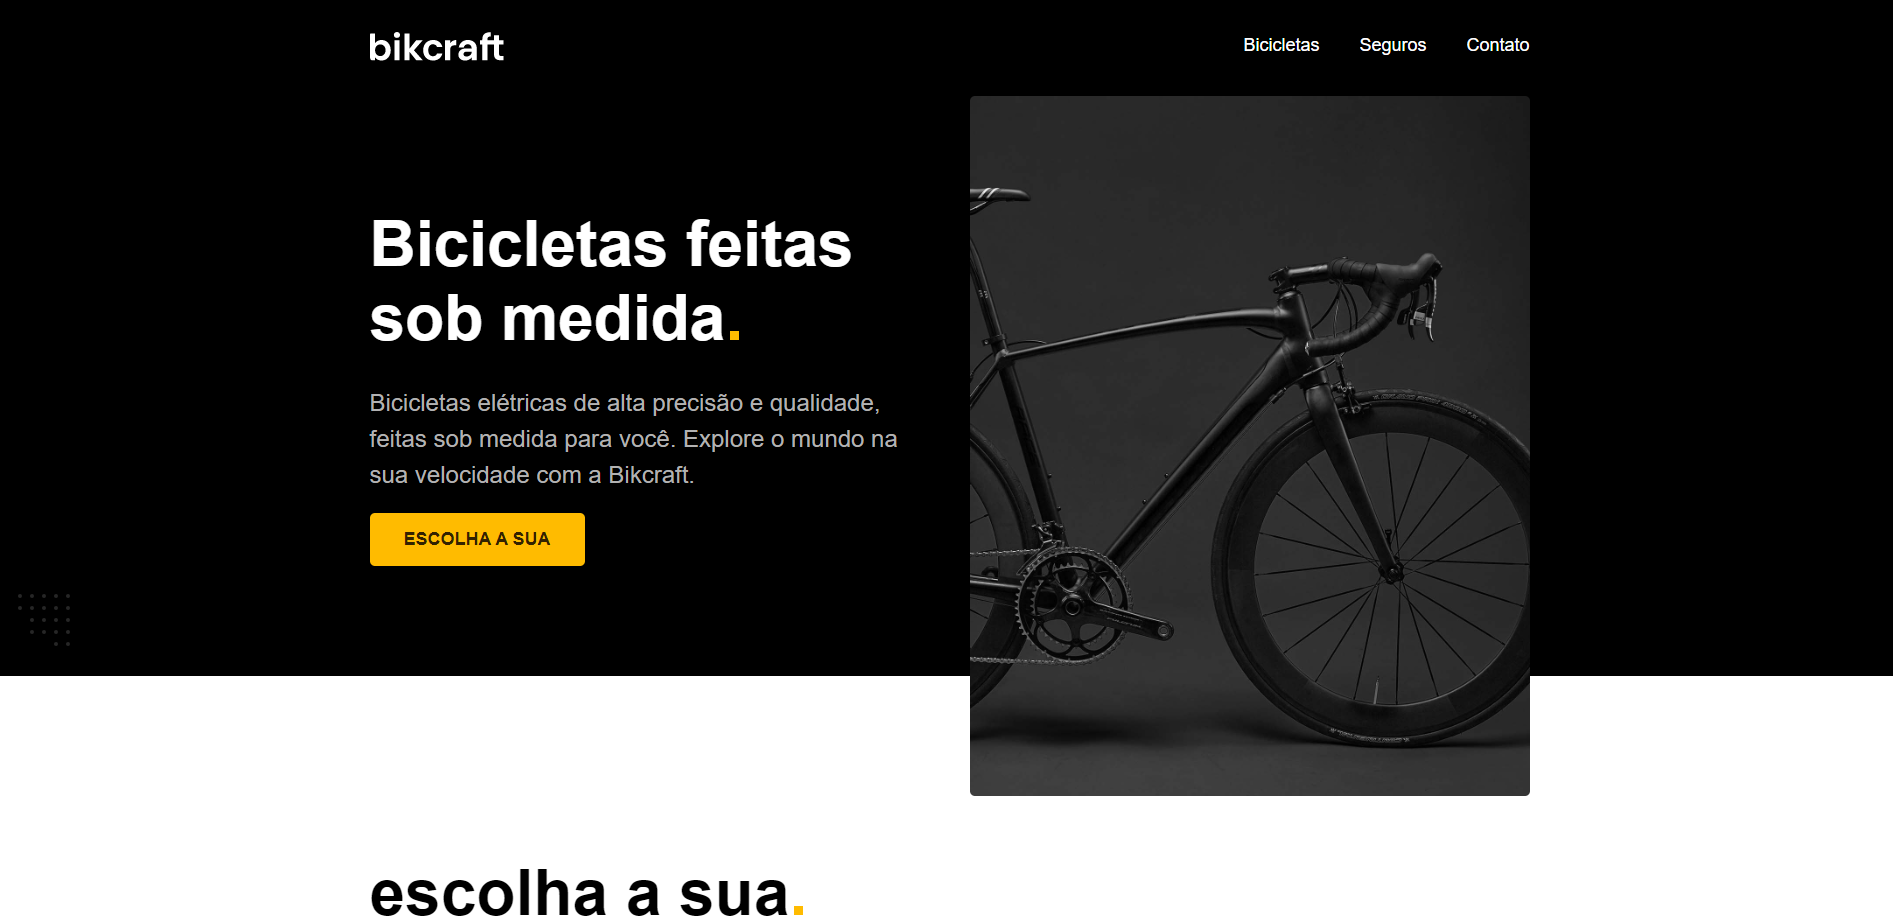 bikcraft
Bicicletas Seguros Contato
Bicicletas feitas
sob medida.
Bicicletas elétricas de alta precisão e qualidade,
feitas sob medida para você. Explore o mundo na
sua velocidade com a Bikcraft.
ESCOLHA A SUA
escolha a sua.